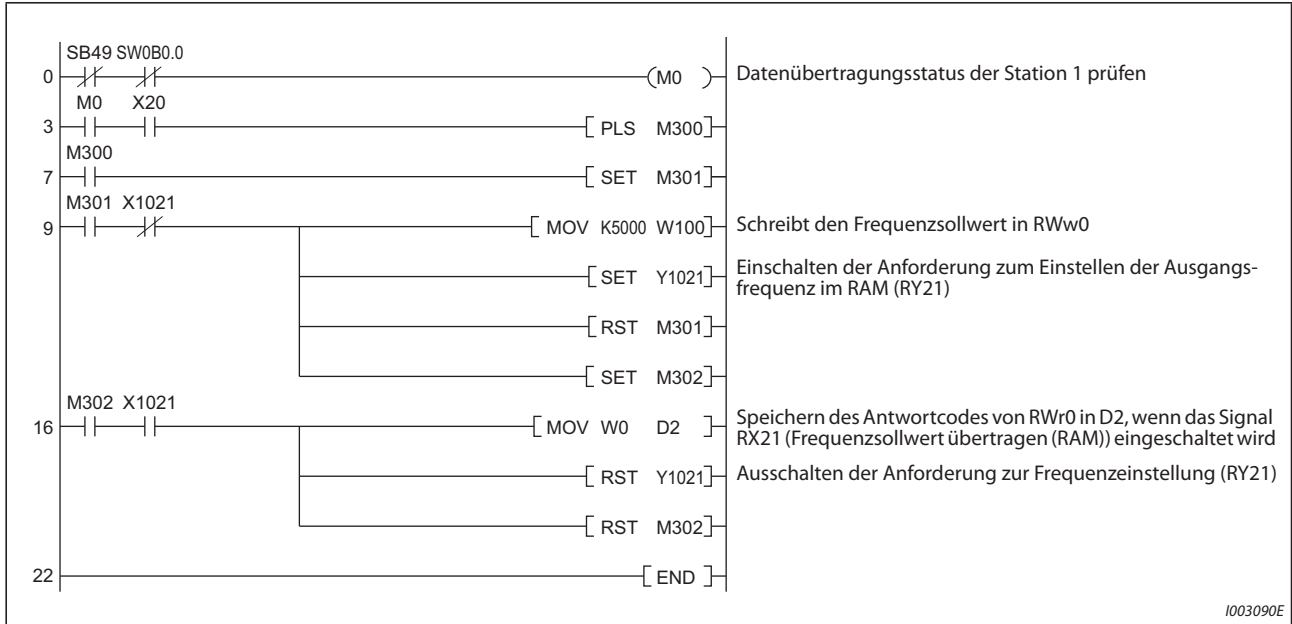 SB49 SW0B0.0
0 M0 Datenübertragungsstatus der Station 1 prüfen
M0 X20
3 PLS M300
M300
7 SET M301
M301 X1021
9 MOV K5000 W100 Schreibt den Frequenzsollwert in RWw0
SET Y1021 Einschalten der Anforderung zum Einstellen der Ausgangs-
frequenz im RAM (RY21)
RST M301
SET M302
M302 X1021
16 MOV W0 D2 Speichern des Antwortcodes von RWr0 in D2, wenn das Signal
RX21 (Frequenzsollwert übertragen (RAM)) eingeschaltet wird
RST Y1021 Ausschalten der Anforderung zur Frequenzeinstellung (RY21)
RST M302
22 END
I003090E